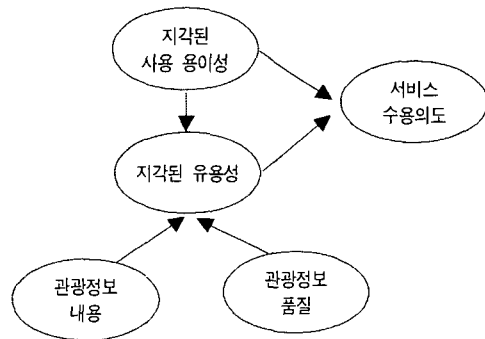 지각된
사용 용이성
서비스
수용의도
지각된 유용성
관광정보
내용
관광정보
품질